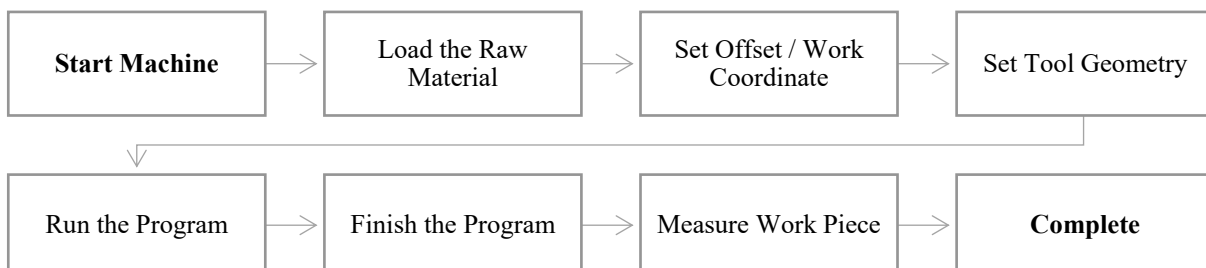 Start Machine
Load the Raw
Material
Set Offset / Work
Coordinate
Set Tool Geometry
Run the Program
Finish the Program
Measure Work Piece
Complete